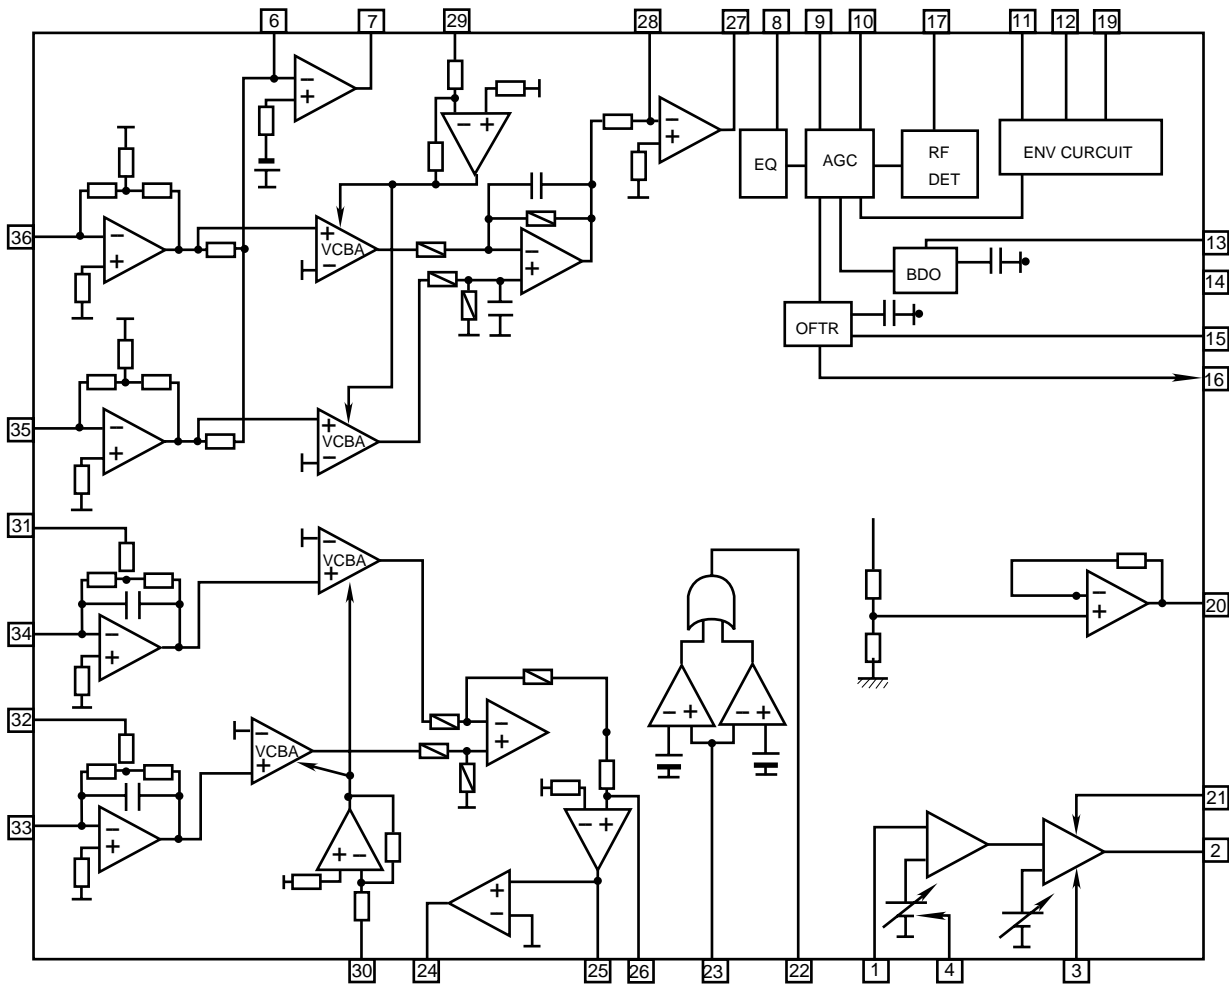 6 7 29 28 27 8 9 10 17 11 12 19
− +
− +
− +
EQ
AGC
RF
DET
ENV CURCUIT
36
− +
+
VCBA
−
− +
13
BDO
14
OFTR
15
16
35
− +
+
VCBA
−
31
−
VCBA
+
34
− +
− +
20
32
−
VCBA
+
− +
− + − +
33
− +
+ −
− +
21
2
+ −
30 24 25 26 23 22 1 4 3